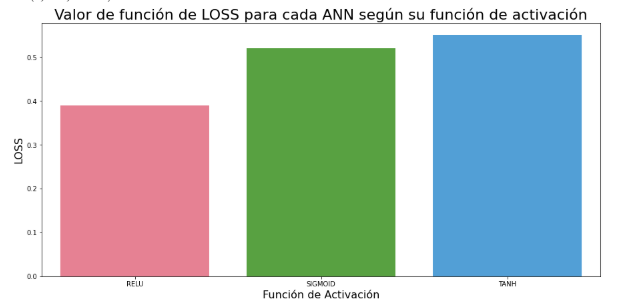 Valor de función de LOSS para cada ANN según su función de activación
LOSS
0.5
0.4
0.3
0.2
0.1
0.0
RELU
SIGMOID
TANH
Función de Activación